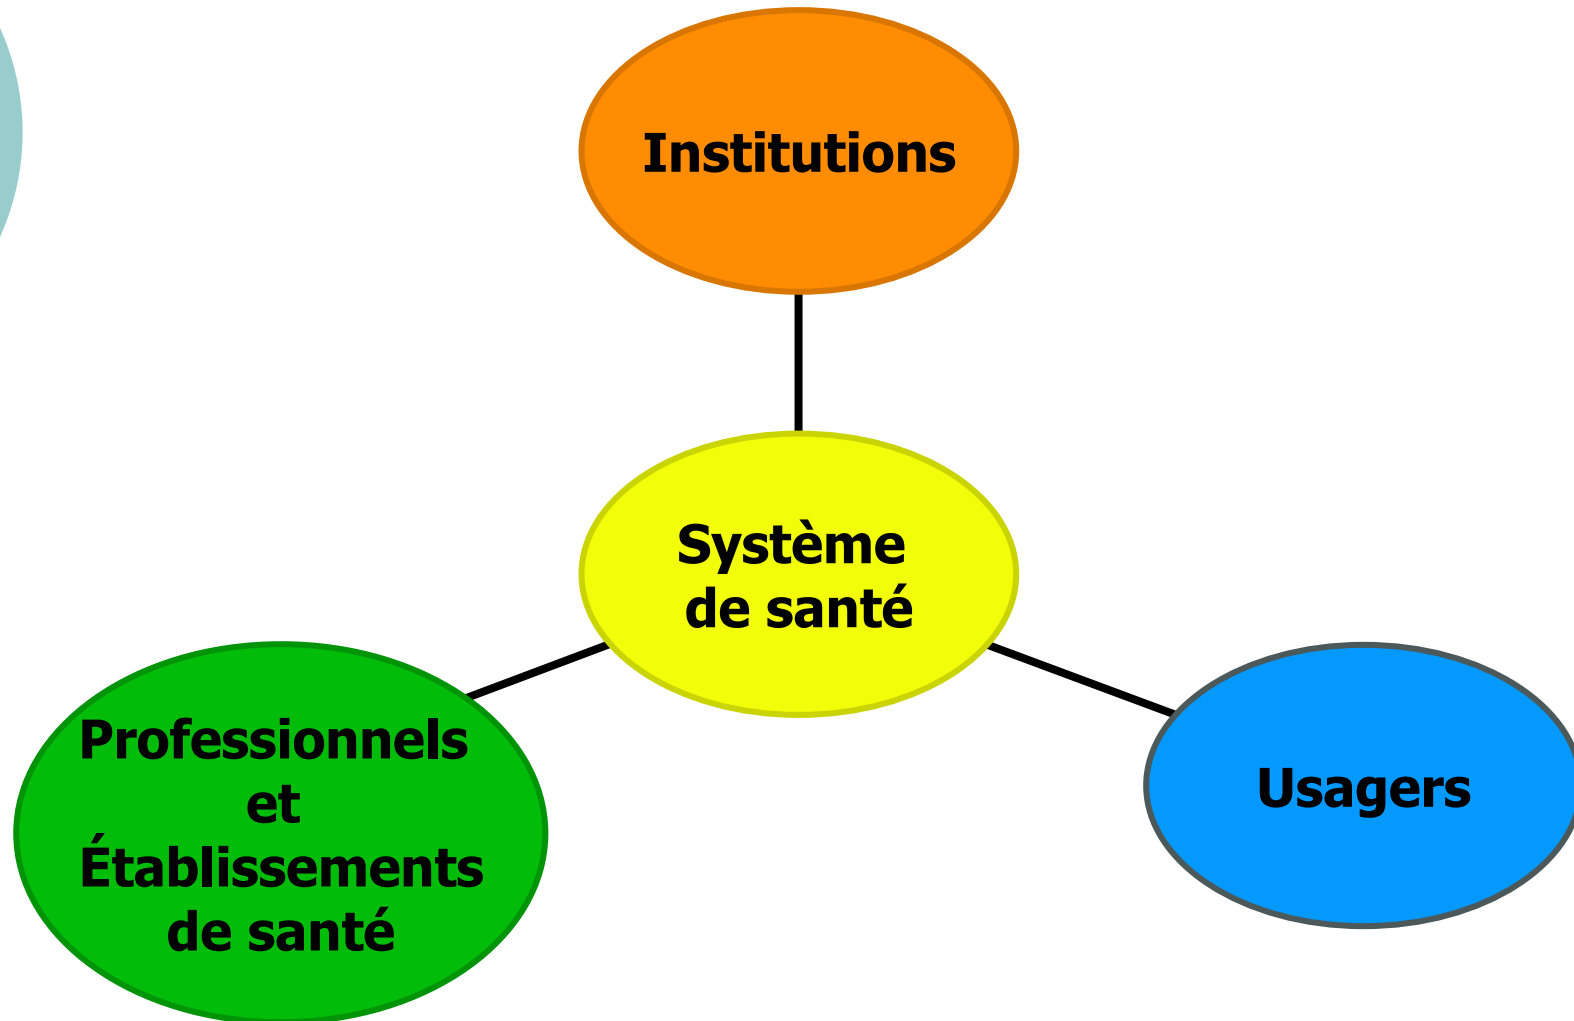 Institutions
Système
de santé
Professionnels
et
Établissements
de santé
Usagers